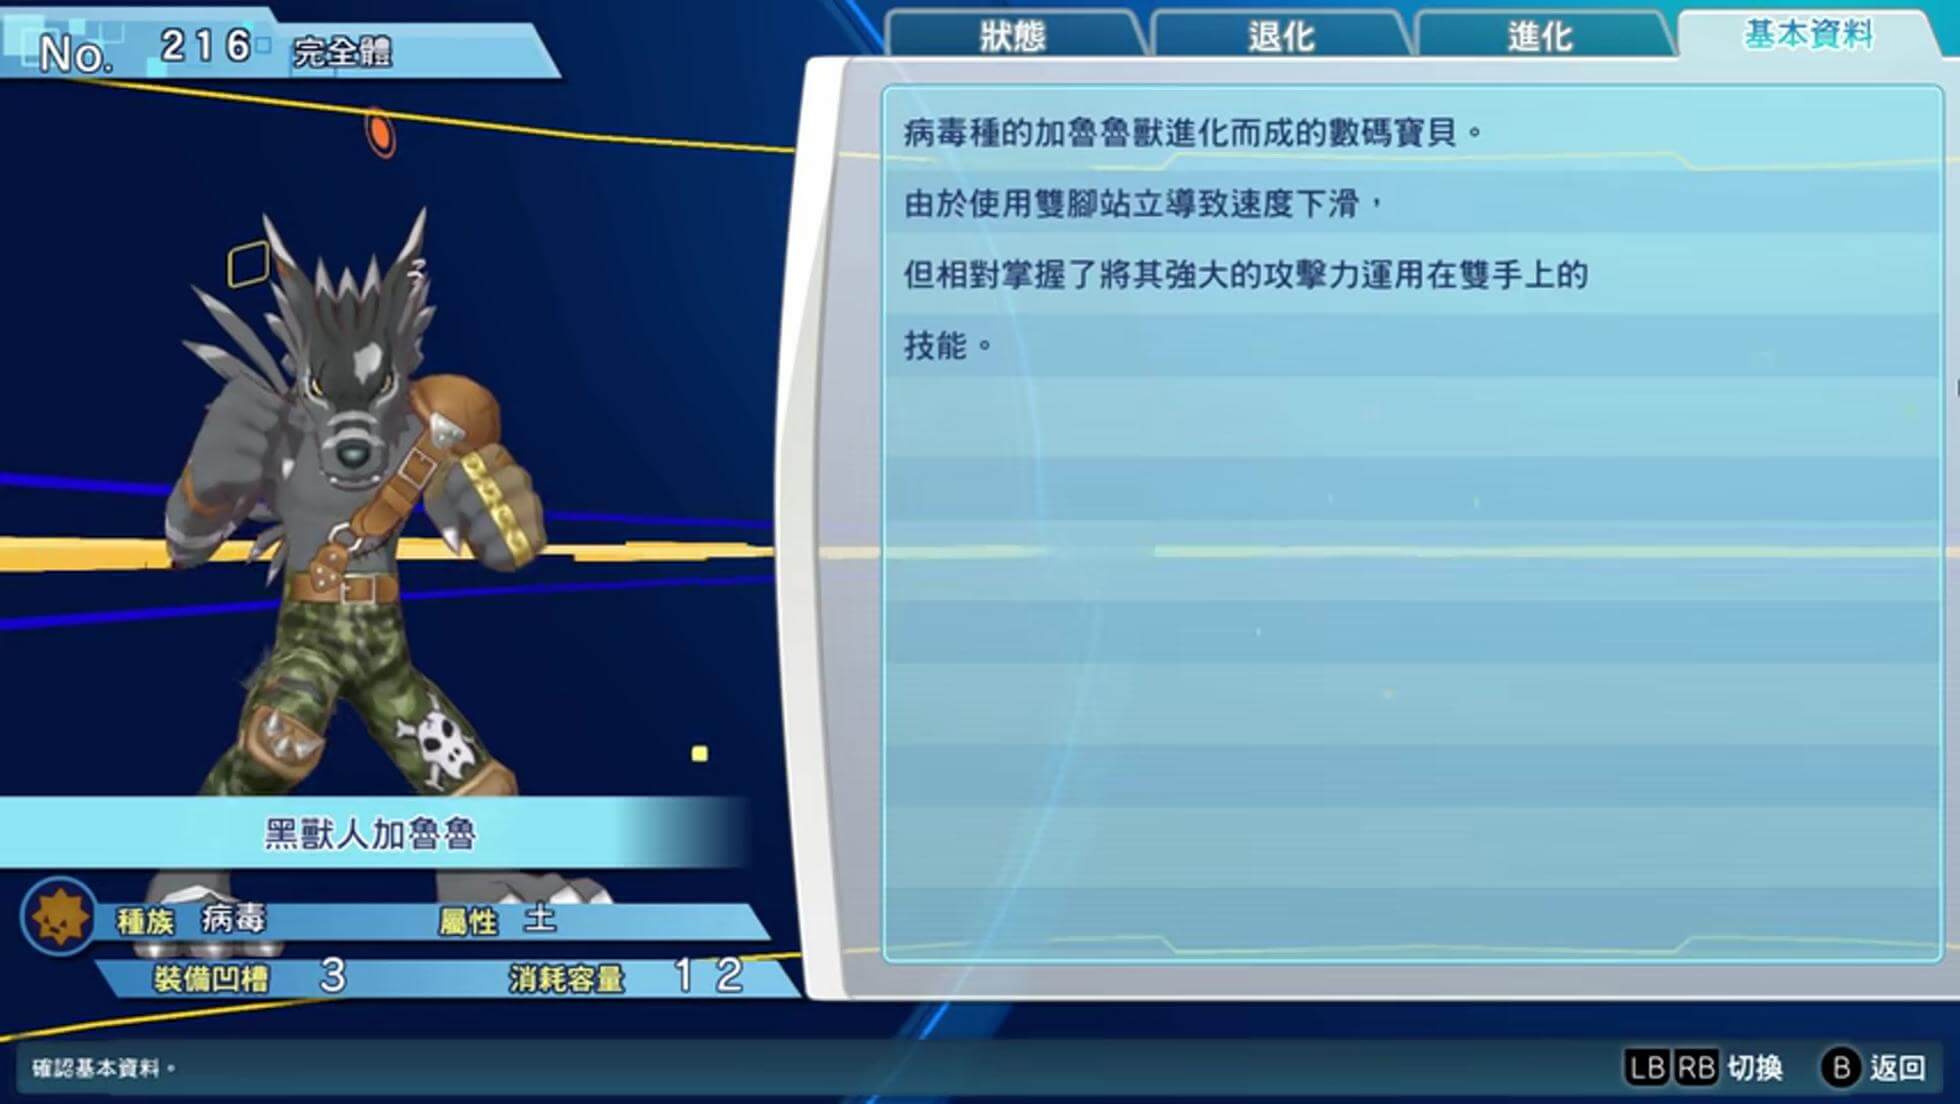 No. 216 完全體
狀態 退化 進化 基本資料
病毒種的加魯魯獸進化而成的數碼寶貝。
由於使用雙腳站立導致速度下滑，
但相對掌握了將其強大的攻擊力運用在雙手上的
技能。
黑獸人加魯魯
種族 病毒 屬性 土
裝備凹槽 3 消耗容量 12
確認基本資料。
LB RB 切換 B 返回